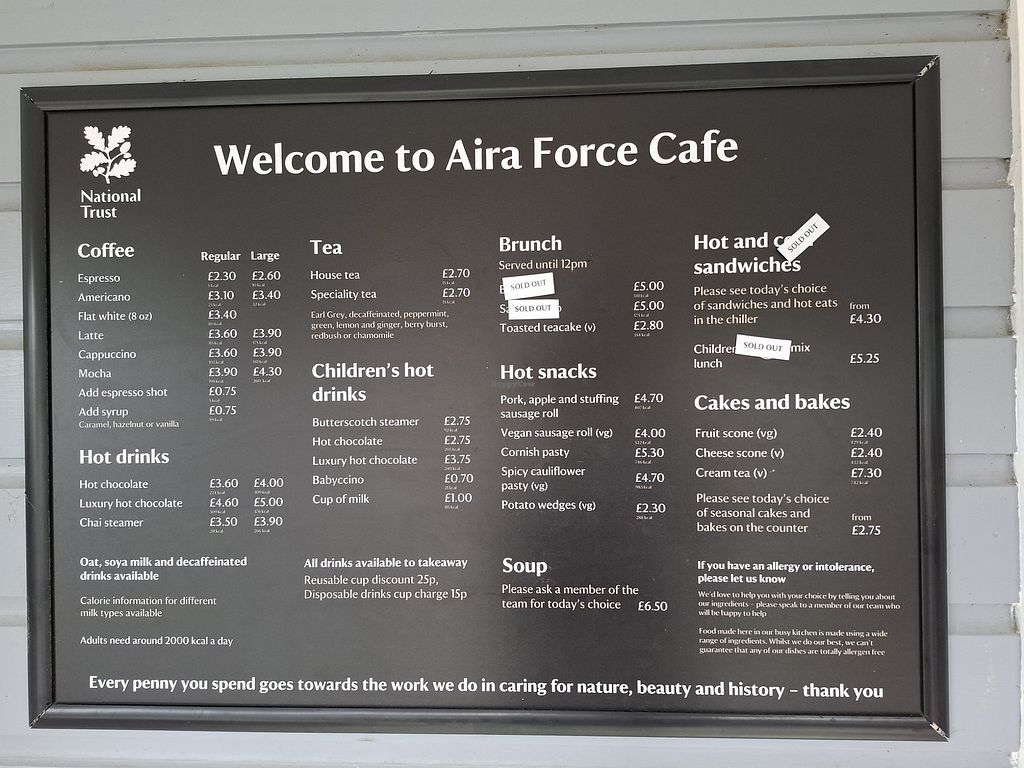 National
Trust
Welcome to Aira Force Cafe
Coffee
Regular Large
Espresso £2.30 £2.60
Americano £3.10 £3.40
Flat white (8 oz) £3.40
Latte £3.60 £3.90
Cappuccino £3.60 £3.90
Mocha £3.90 £4.30
Add espresso shot £0.75
Add syrup £0.75
Caramel, hazelnut or vanilla
Hot drinks
Hot chocolate £3.60 £4.00
Luxury hot chocolate £4.60 £5.00
Chai steamer £3.50 £3.90
Oat, soya milk and decaffeinated
drinks available
Calorie information for different
milk types available
Adults need around 2000 kcal a day
Tea
House tea £2.70
Speciality tea £2.70
Earl Grey, decaffeinated, peppermint,
green, lemon and ginger, berry burst,
redbush or chamomile
Children's hot
drinks
Butterscotch steamer £2.75
Hot chocolate £2.75
Luxury hot chocolate £3.75
Babyccino £0.70
Cup of milk £1.00
All drinks available to takeaway
Reusable cup discount 25p,
Disposable drinks cup charge 15p
Brunch
Served until 12pm
SOLD OUT £5.00
SOLD OUT £5.00
Toasted teacake (v) £2.80
Hot snacks
Pork, apple and stuffing £4.70
sausage roll
Vegan sausage roll (vg) £4.00
Cornish pasty £5.30
Spicy cauliflower £4.70
pasty (vg)
Potato wedges (vg) £2.30
Soup
Please ask a member of the
team for today's choice £6.50
Hot and SOLD OUT
sandwiches
Please see today's choice
of sandwiches and hot eats from
in the chiller £4.30
SOLD OUT mix
lunch £5.25
Cakes and bakes
Fruit scone (vg) £2.40
Cheese scone (v) £2.40
Cream tea (v) £7.30
Please see today's choice
of seasonal cakes and from
bakes on the counter £2.75
If you have an allergy or intolerance,
please let us know
We'd love to help you with your choice by telling you about
our ingredients – please speak to a member of our team who
will be happy to help
Food made here in our busy kitchen is made using a wide
range of ingredients. Whilst we do our best, we can't
guarantee that any of our dishes are totally allergen free
Every penny you spend goes towards the work we do in caring for nature, beauty and history – thank you